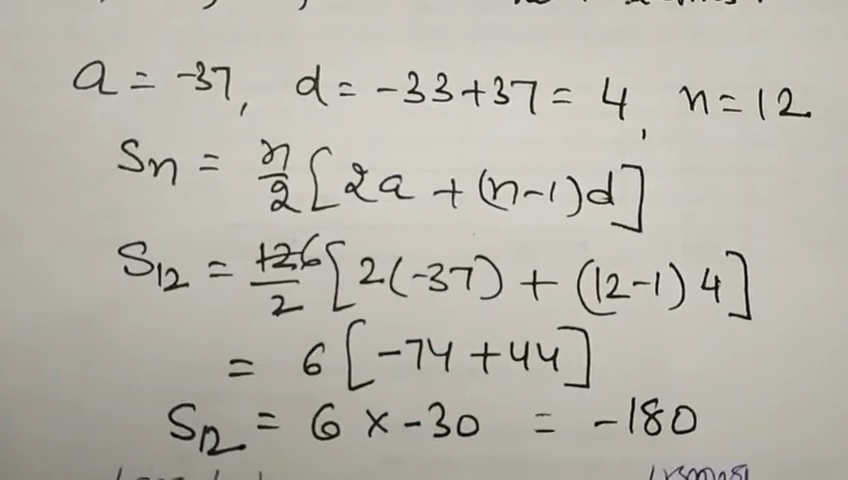 a = -37, d = -33+37 = 4, n = 12
Sn = n/2 [2a + (n-1)d]
S12 = 12 6/2 [2(-37) + (12-1) 4]
= 6 [-74 + 44]
S12 = 6 × -30 = -180